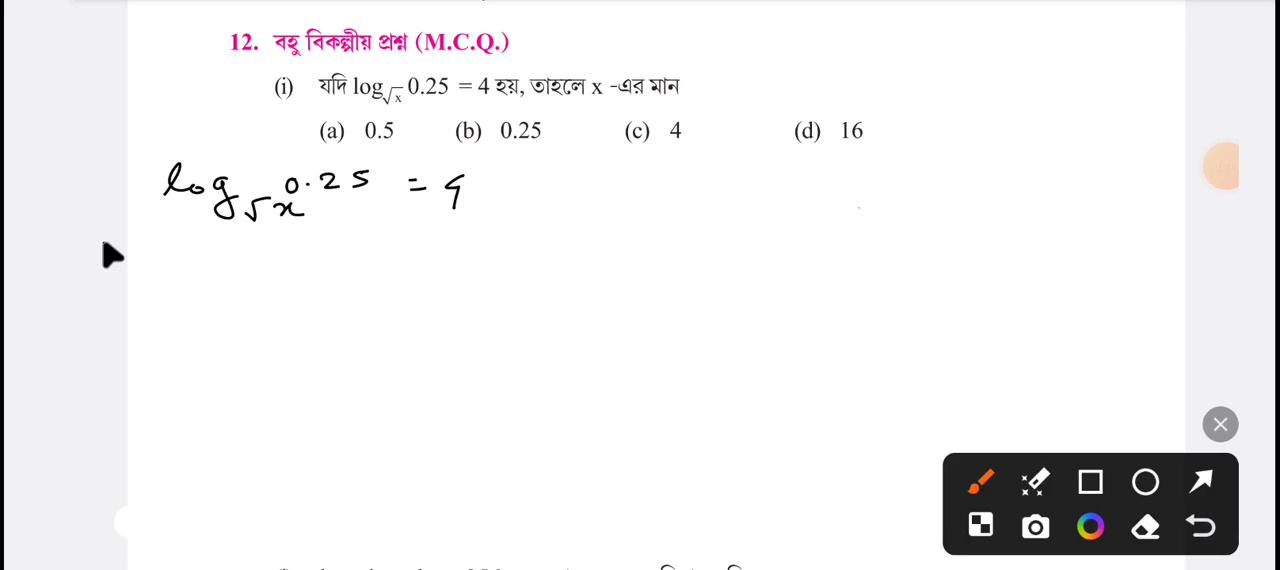 12. বহু বিকল্পীয় প্রশ্ন (M.C.Q.)
(i) যদি log√x 0.25 = 4 হয়, তাহলে x -এর মান
(a) 0.5 (b) 0.25 (c) 4 (d) 16
log√x 0.25 = 4